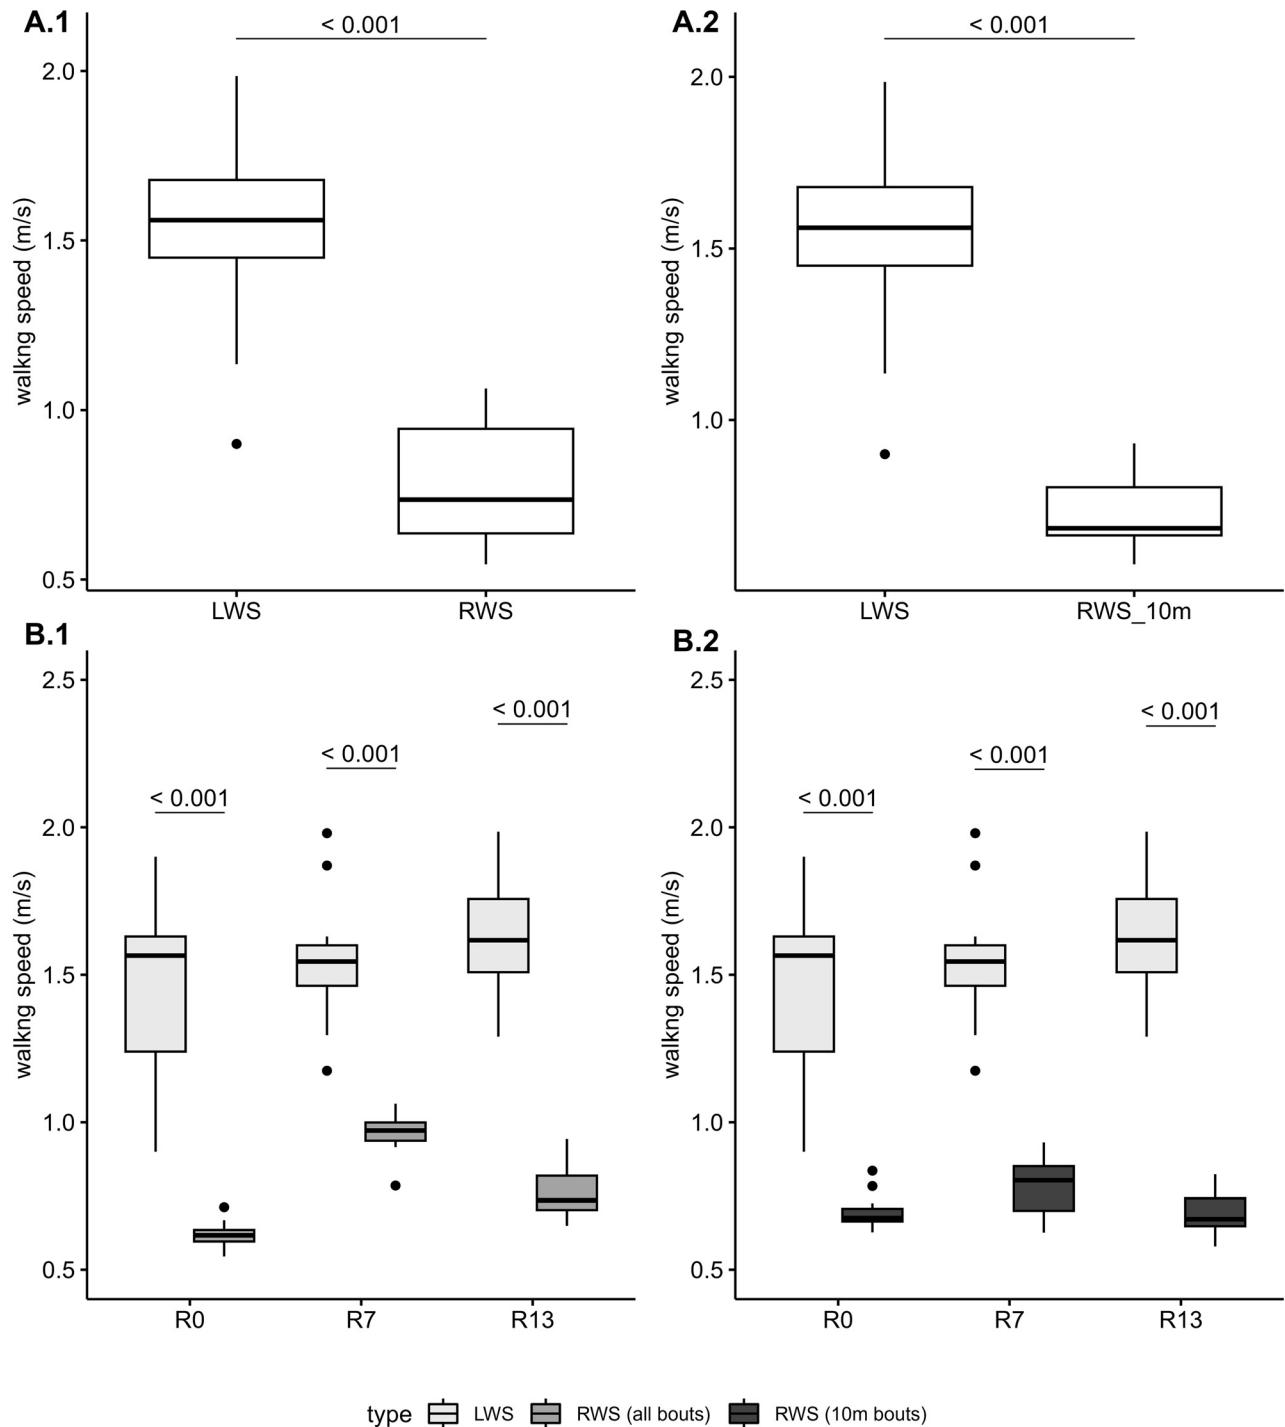 A.1
< 0.001
walkng speed (m/s)
2.0
1.5
1.0
0.5
LWS RWS
A.2
< 0.001
walkng speed (m/s)
2.0
1.5
1.0
LWS RWS_10m
B.1
walkng speed (m/s)
2.5
2.0
1.5
1.0
0.5
< 0.001
< 0.001
< 0.001
R0 R7 R13
B.2
walkng speed (m/s)
2.5
2.0
1.5
1.0
0.5
< 0.001
< 0.001
< 0.001
R0 R7 R13
type LWS RWS (all bouts) RWS (10m bouts)